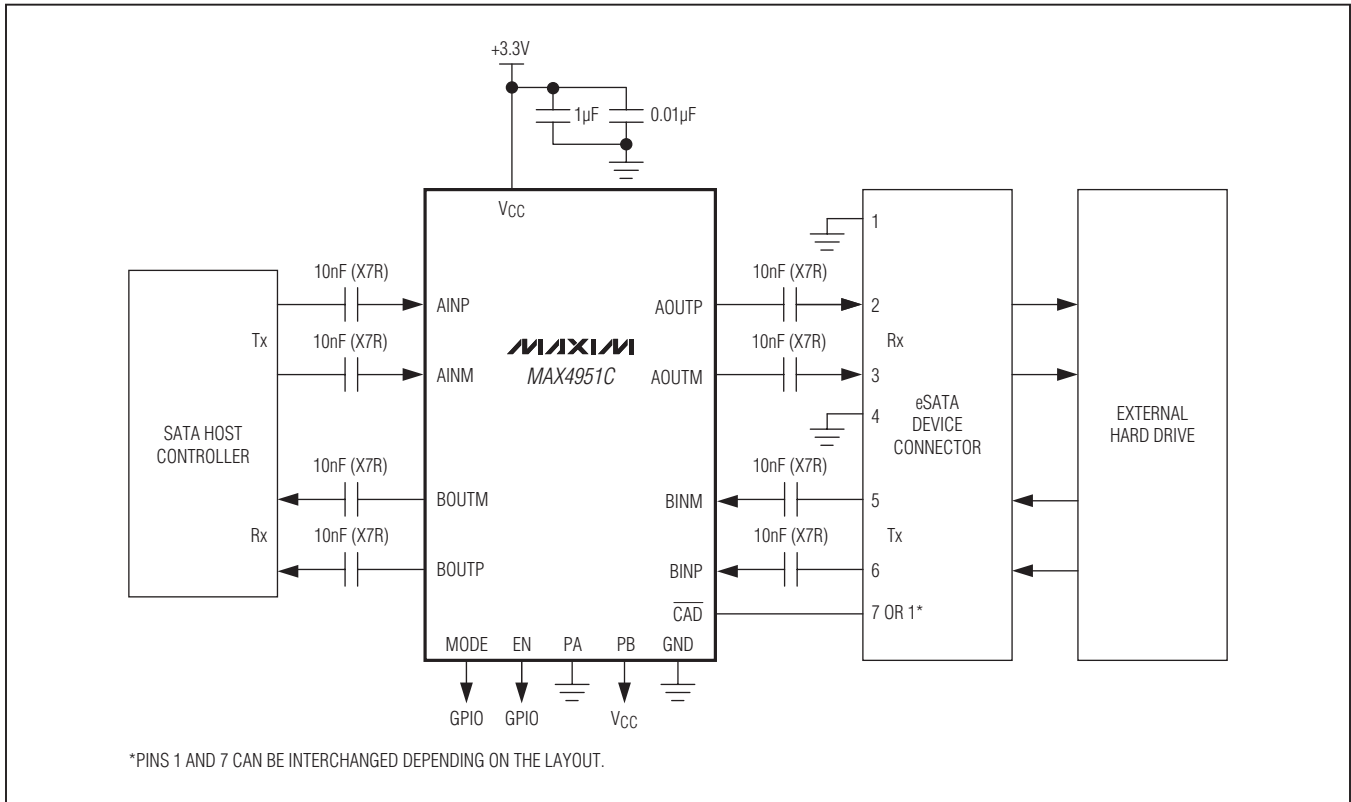 +3.3V
1µF
0.01µF
VCC
1
10nF (X7R)
10nF (X7R)
AINP
AOUTP
2
Tx
10nF (X7R)
MAXIM
10nF (X7R)
Rx
AINM
MAX4951C
AOUTM
3
4
SATA HOST
CONTROLLER
eSATA
DEVICE
CONNECTOR
EXTERNAL
HARD DRIVE
10nF (X7R)
10nF (X7R)
BOUTM
BINM
5
Rx
10nF (X7R)
10nF (X7R)
Tx
BOUTP
BINP
6
CAD
7 OR 1*
MODE
EN
PA
PB
GND
GPIO
GPIO
VCC
*PINS 1 AND 7 CAN BE INTERCHANGED DEPENDING ON THE LAYOUT.